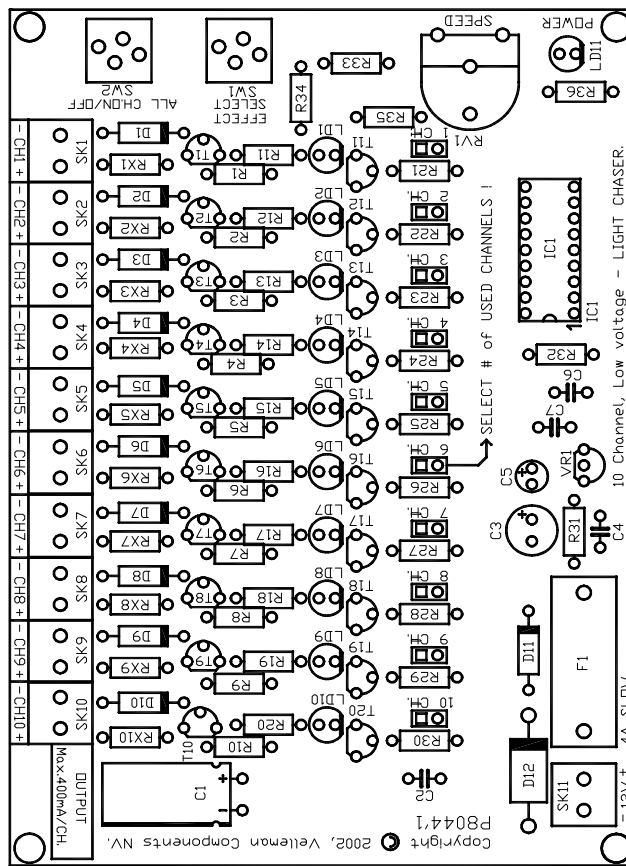 SW2
ALL CH.ON/OFF
SW1
EFFECT
SELECT
R33
R34
R35
SPEED
RV1
POWER
LD11
R36
- CH1 +
SK1
D1
RX1
T1
R11
R1
LD1
T11
1
CH.
R21
- CH2 +
SK2
D2
RX2
T2
R12
R2
LD2
T12
2
CH.
R22
- CH3 +
SK3
D3
RX3
T3
R13
R3
LD3
T13
3
CH.
R23
- CH4 +
SK4
D4
RX4
T4
R14
R4
LD4
T14
4
CH.
R24
- CH5 +
SK5
D5
RX5
T5
R15
R5
LD5
T15
5
CH.
R25
- CH6 +
SK6
D6
RX6
T6
R16
R6
LD6
T16
6
CH.
R26
- CH7 +
SK7
D7
RX7
T7
R17
R7
LD7
T17
7
CH.
R27
- CH8 +
SK8
D8
RX8
T8
R18
R8
LD8
T18
8
CH.
R28
- CH9 +
SK9
D9
RX9
T9
R19
R9
LD9
T19
9
CH.
R29
- CH10 +
SK10
D10
RX10
T10
R20
R10
LD10
T20
10
CH.
R30
SELECT # of USED CHANNELS !
IC1
1
IC1
R32
C6
C7
VR1
C5
+
C3
+
R31
C4
10 Channel, Low voltage - LIGHT CHASER.
D11
F1
D12
SK11
- 12V +
OUTPUT
Max.400mA/CH.
C1
+
-
C2
P8044'1
Copyright © 2002, Velleman Components NV.